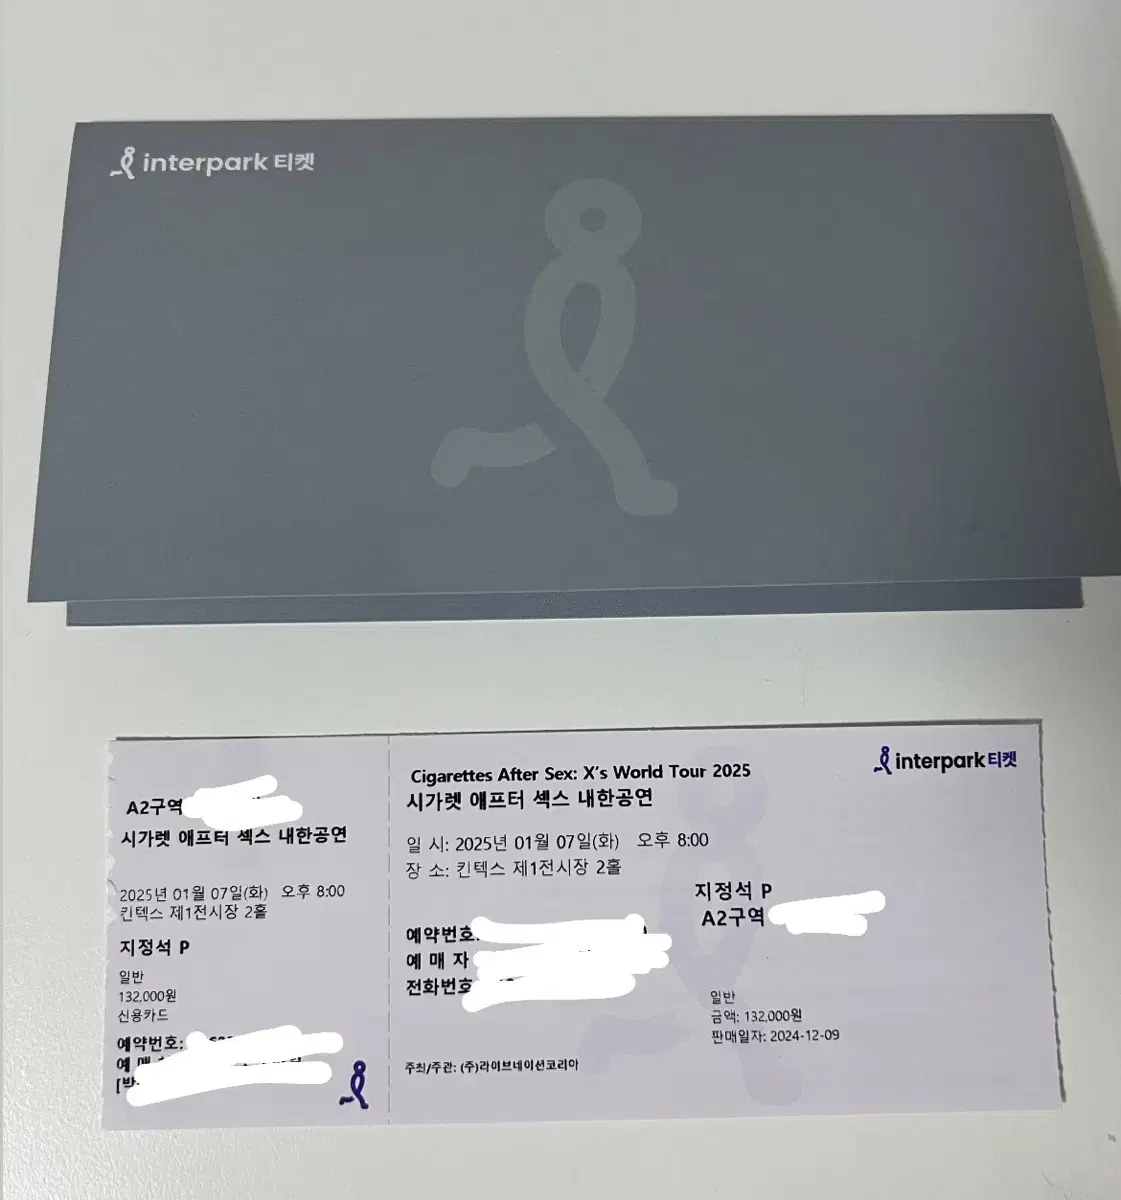 interpark 티켓
A2구역
시가렛 애프터 섹스 내한공연
2025년 01월 07일(화) 오후 8:00
킨텍스 제1전시장 2홀
지정석 P
일반
132,000원
신용카드
예약번호:
예 매
[박
Cigarettes After Sex: X's World Tour 2025
시가렛 애프터 섹스 내한공연
일 시: 2025년 01월 07일(화) 오후 8:00
장 소: 킨텍스 제1전시장 2홀
예약번호:
예 매 자
전화번호
주최/주관: (주)라이브네이션코리아
interpark 티켓
지정석 P
A2구역
일반
금액: 132,000원
판매일자: 2024-12-09